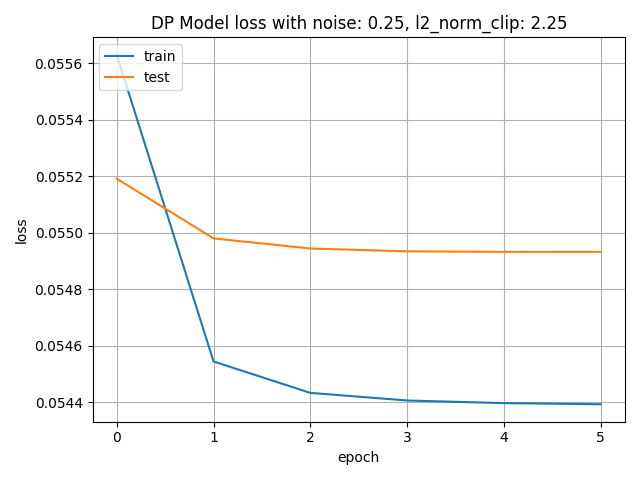 DP Model loss with noise: 0.25, l2_norm_clip: 2.25
train
test
0.0556
0.0554
0.0552
0.0550
0.0548
0.0546
0.0544
loss
0 1 2 3 4 5
epoch